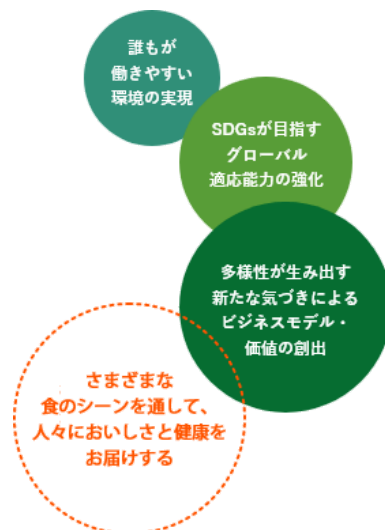 誰もが
働きやすい
環境の実現
SDGsが目指す
グローバル
適応能力の強化
多様性が生み出す
新たな気づきによる
ビジネスモデル・
価値の創出
さまざまな
食のシーンを通して、
人々においしさと健康を
お届けする